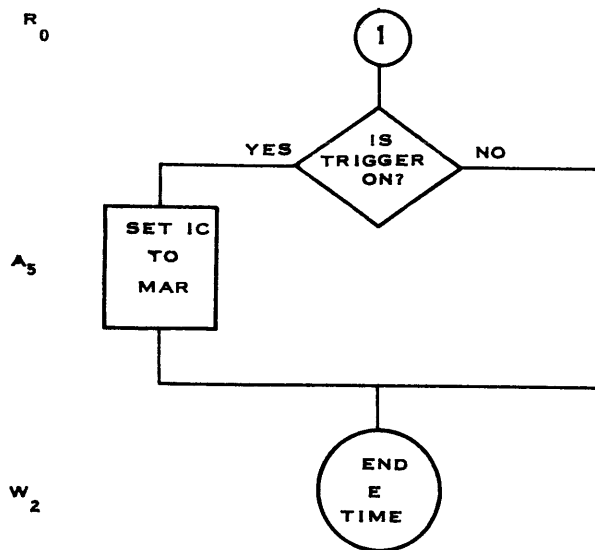 R0
1
IS
TRIGGER
ON?
YES
NO
SET IC
TO
MAR
A5
END
E
TIME
W2